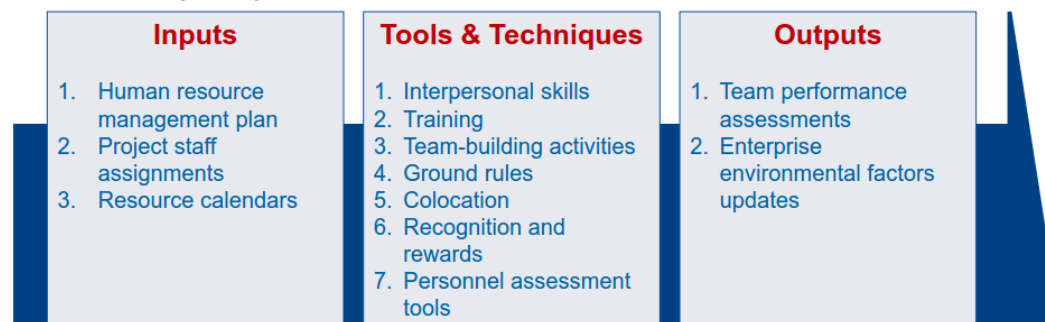 Inputs
1. Human resource
management plan
2. Project staff
assignments
3. Resource calendars
Tools & Techniques
1. Interpersonal skills
2. Training
3. Team-building activities
4. Ground rules
5. Colocation
6. Recognition and
rewards
7. Personnel assessment
tools
Outputs
1. Team performance
assessments
2. Enterprise
environmental factors
updates